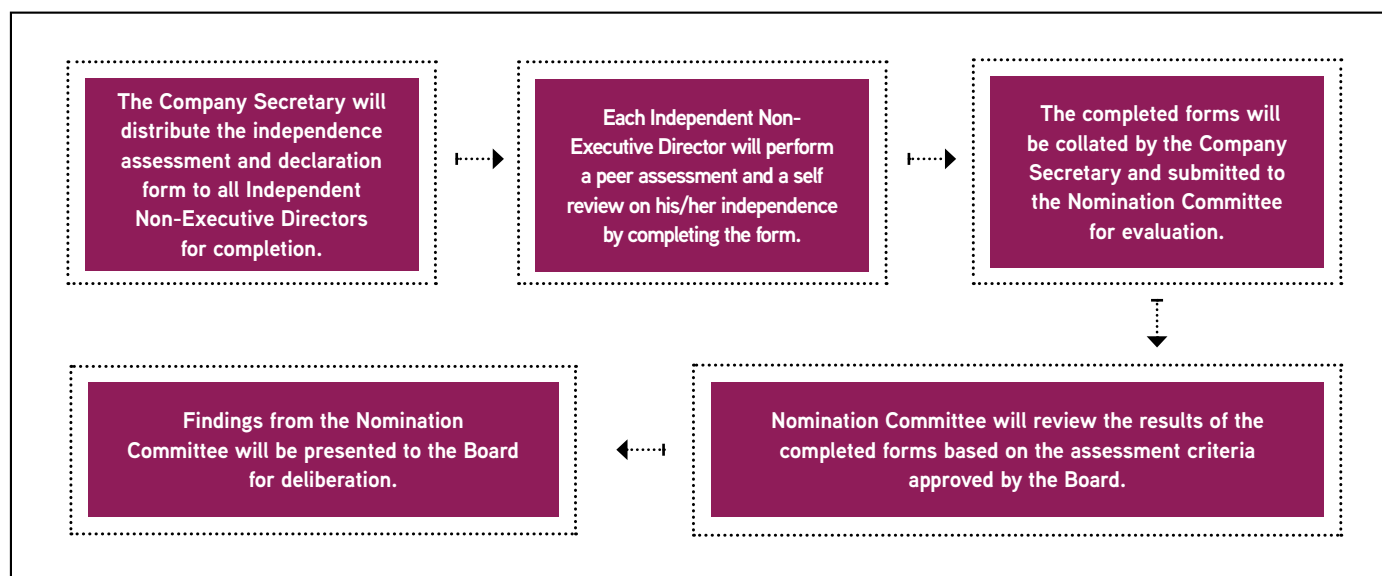 The Company Secretary will
distribute the independence
assessment and declaration
form to all Independent
Non-Executive Directors
for completion.
Each Independent Non-
Executive Director will perform
a peer assessment and a self
review on his/her independence
by completing the form.
The completed forms will
be collated by the Company
Secretary and submitted to
the Nomination Committee
for evaluation.
Nomination Committee will review the results of the
completed forms based on the assessment criteria
approved by the Board.
Findings from the Nomination
Committee will be presented to the Board
for deliberation.